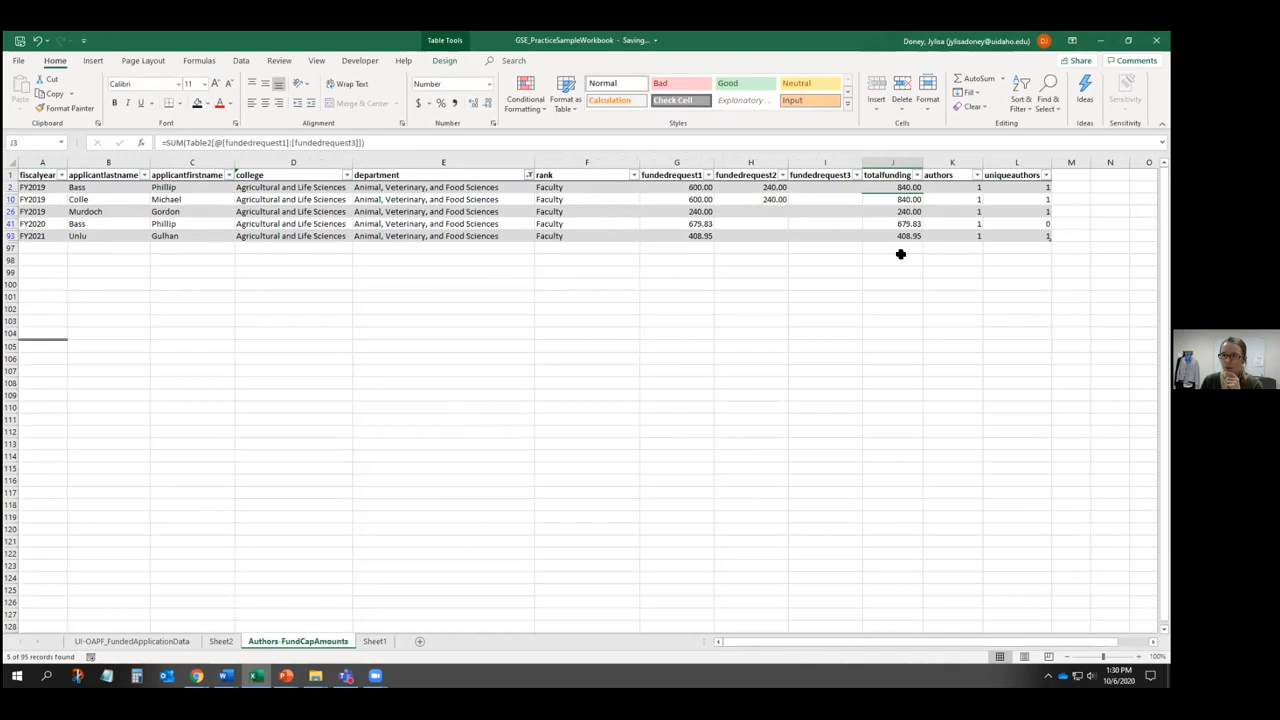 Table Tools
GSE_PracticeSampleWorkbook - Saving...
Doney, Jylisa (jylisadoney@uidaho.edu)
DJ
File Home Insert Page Layout Formulas Data Review View Developer Help Design Search
Share Comments
Cut
Copy
Format Painter
Paste
Clipboard
Calibri 11
B I U
Font
Wrap Text
Merge & Center
Alignment
Number
$ % ,
Number
Conditional Formatting
Format as Table
Normal Bad Good Neutral
Calculation Check Cell Explanatory ... Input
Styles
Insert Delete Format
Cells
AutoSum
Fill
Clear
Sort & Filter
Find & Select
Editing
Ideas
Ideas
Sensitivity
Sensitivity
J3
=SUM(Table2[@[fundedrequest1]:[fundedrequest3]])
A B C D E F G H I J K L M N O
1 fiscalyear applicantlastname applicantfirstname college department rank fundedrequest1 fundedrequest2 fundedrequest3 totalfunding authors uniqueauthors
2 FY2019 Bass Phillip Agricultural and Life Sciences Animal, Veterinary, and Food Sciences Faculty 600.00 240.00 840.00 1 1
10 FY2019 Colle Michael Agricultural and Life Sciences Animal, Veterinary, and Food Sciences Faculty 600.00 240.00 840.00 1 1
26 FY2019 Murdoch Gordon Agricultural and Life Sciences Animal, Veterinary, and Food Sciences Faculty 240.00 240.00 1 1
41 FY2020 Bass Phillip Agricultural and Life Sciences Animal, Veterinary, and Food Sciences Faculty 679.83 679.83 1 0
93 FY2021 Unlu Gulhan Agricultural and Life Sciences Animal, Veterinary, and Food Sciences Faculty 408.95 408.95 1 1
97
98
99
100
101
102
103
104
105
106
107
108
109
110
111
112
113
114
115
116
117
118
119
120
121
122
123
124
125
126
127
128
UI-OAPF_FundedApplicationData Sheet2 Authors-FundCapAmounts Sheet1
5 of 95 records found
100%
1:30 PM
10/6/2020